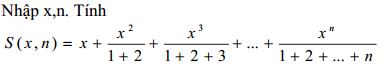 Nhập x,n. Tính
S(x,n) = x + x^2/(1+2) + x^3/(1+2+3) + ... + x^n/(1+2+...+n)